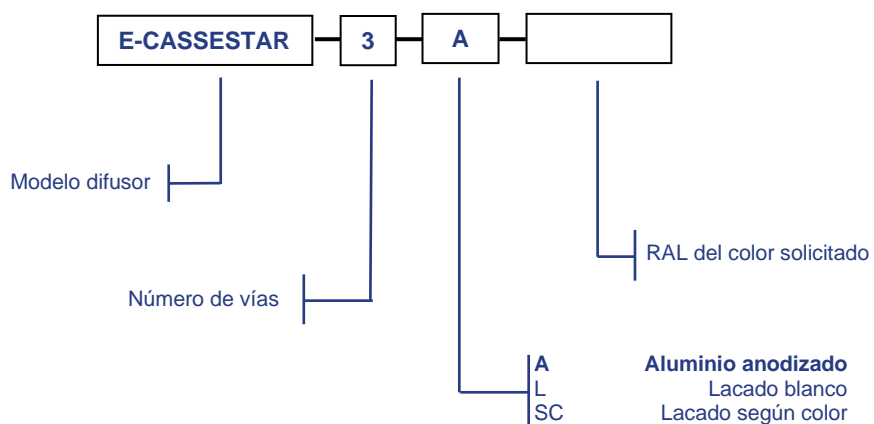 E-CASSESTAR 3 A
Modelo difusor
RAL del color solicitado
Número de vías
A Aluminio anodizado
L Lacado blanco
SC Lacado según color